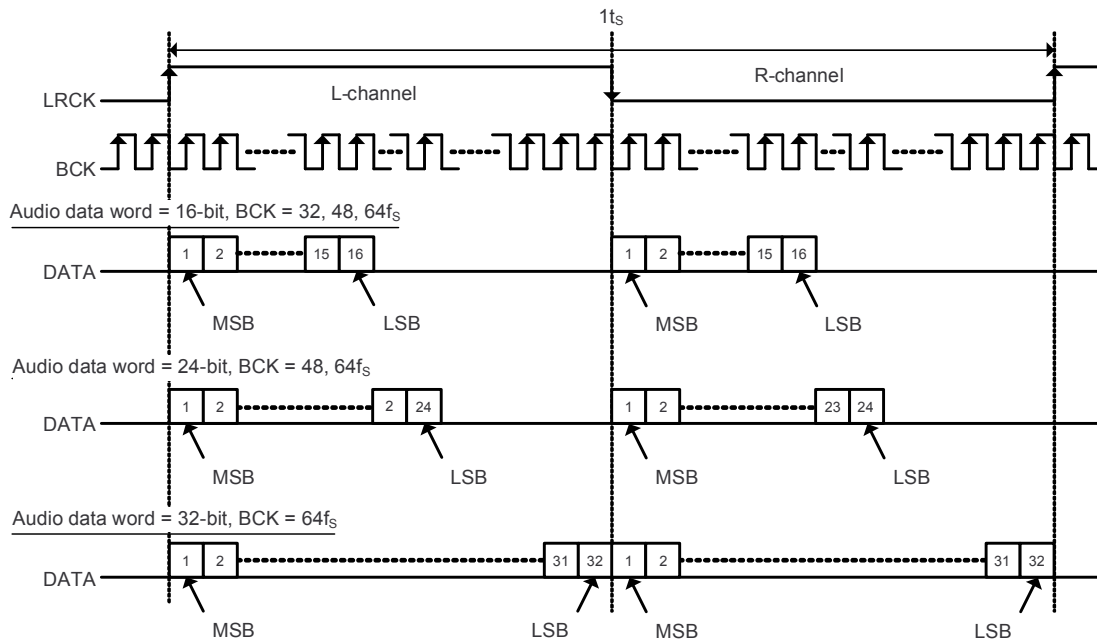 1tS
L-channel R-channel
LRCK
BCK
Audio data word = 16-bit, BCK = 32, 48, 64fS
1 2 15 16 1 2 15 16
DATA
MSB LSB MSB LSB
Audio data word = 24-bit, BCK = 48, 64fS
1 2 2 24 1 2 23 24
DATA
MSB LSB MSB LSB
Audio data word = 32-bit, BCK = 64fS
1 2 31 32 1 2 31 32
DATA
MSB LSB MSB LSB